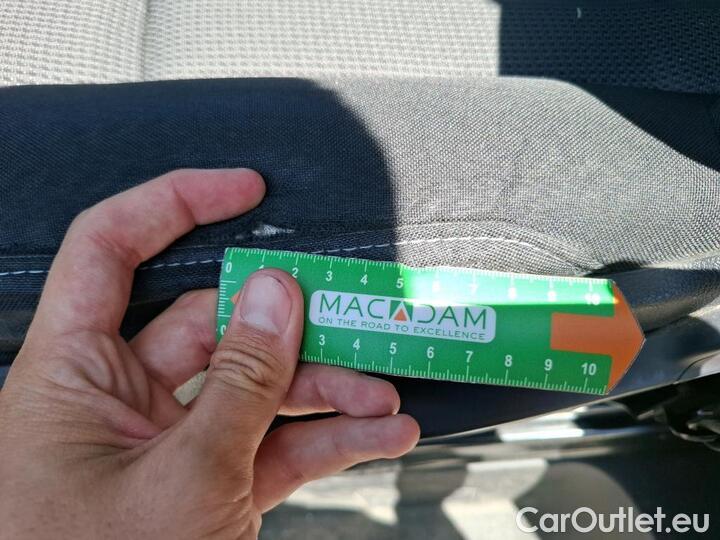 0 1 2 3 4 5 6 7 8 9 10
MACADAM
ON THE ROAD TO EXCELLENCE
3 4 5 6 7 8 9 10
CarOutlet.eu